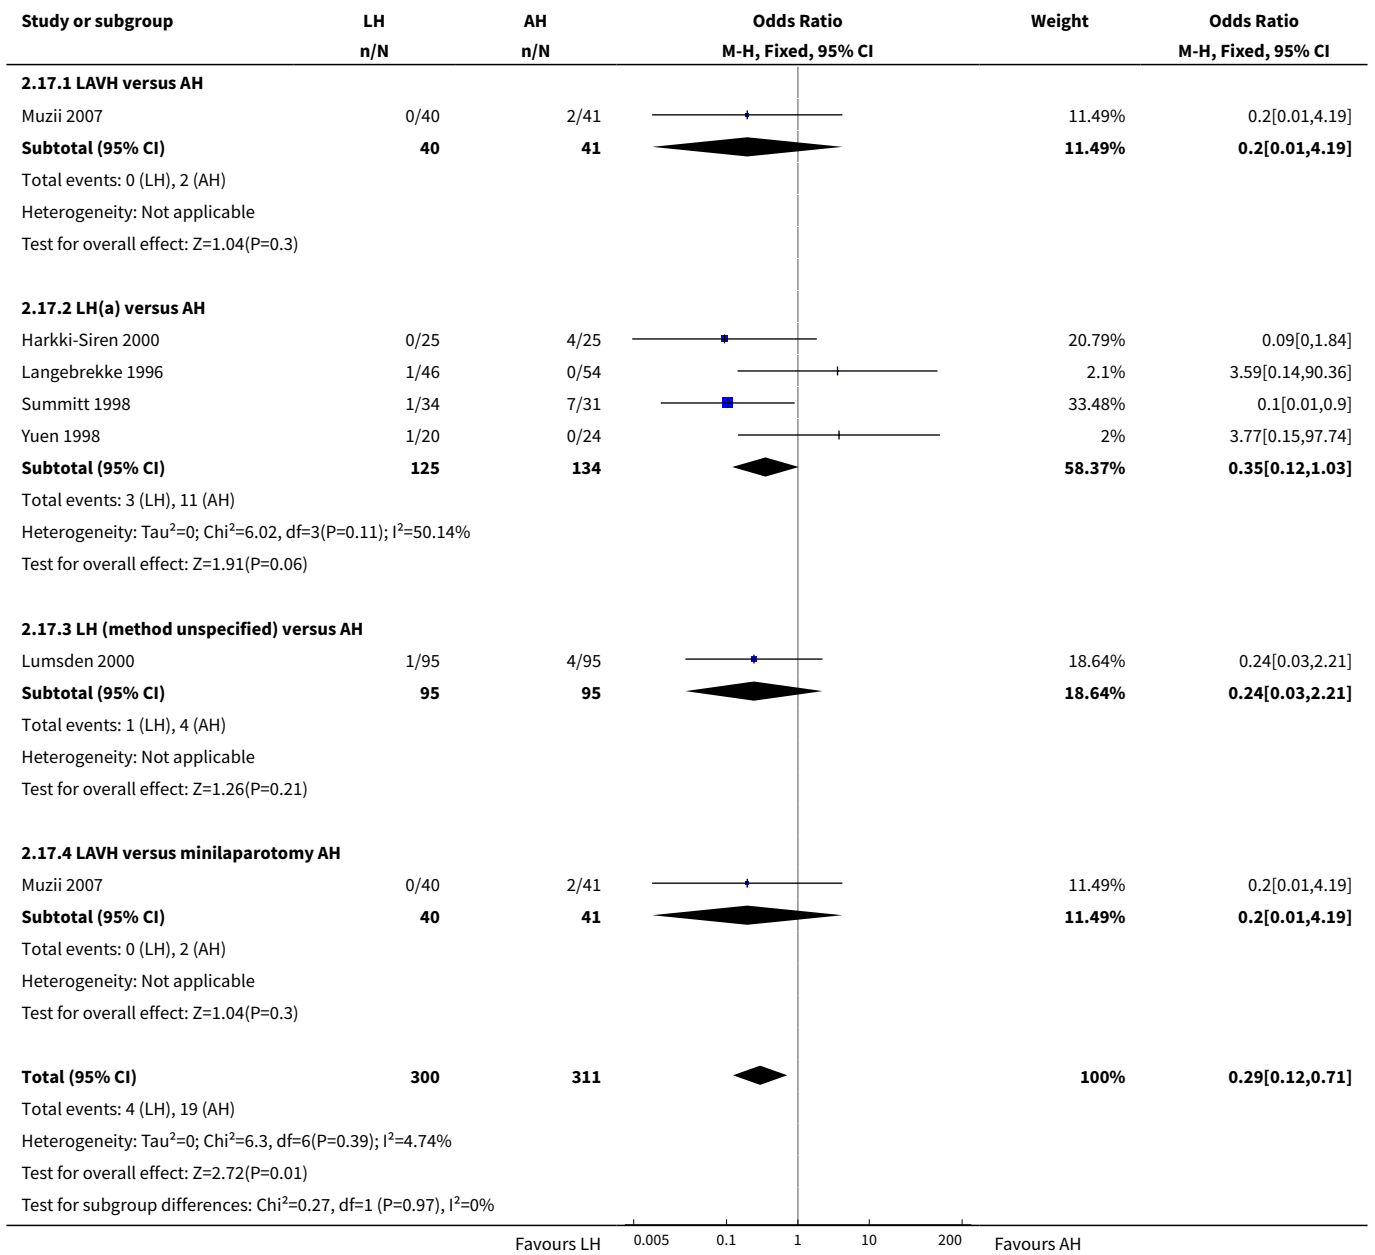 Study or subgroup LH AH Odds Ratio Weight Odds Ratio
n/N n/N M-H, Fixed, 95% CI M-H, Fixed, 95% CI
2.17.1 LAVH versus AH
Muzii 2007 0/40 2/41 11.49% 0.2[0.01,4.19]
Subtotal (95% CI) 40 41 11.49% 0.2[0.01,4.19]
Total events: 0 (LH), 2 (AH)
Heterogeneity: Not applicable
Test for overall effect: Z=1.04(P=0.3)
2.17.2 LH(a) versus AH
Harkki-Siren 2000 0/25 4/25 20.79% 0.09[0,1.84]
Langebrekke 1996 1/46 0/54 2.1% 3.59[0.14,90.36]
Summitt 1998 1/34 7/31 33.48% 0.1[0.01,0.9]
Yuen 1998 1/20 0/24 2% 3.77[0.15,97.74]
Subtotal (95% CI) 125 134 58.37% 0.35[0.12,1.03]
Total events: 3 (LH), 11 (AH)
Heterogeneity: Tau²=0; Chi²=6.02, df=3(P=0.11); I²=50.14%
Test for overall effect: Z=1.91(P=0.06)
2.17.3 LH (method unspecified) versus AH
Lumsden 2000 1/95 4/95 18.64% 0.24[0.03,2.21]
Subtotal (95% CI) 95 95 18.64% 0.24[0.03,2.21]
Total events: 1 (LH), 4 (AH)
Heterogeneity: Not applicable
Test for overall effect: Z=1.26(P=0.21)
2.17.4 LAVH versus minilaparotomy AH
Muzii 2007 0/40 2/41 11.49% 0.2[0.01,4.19]
Subtotal (95% CI) 40 41 11.49% 0.2[0.01,4.19]
Total events: 0 (LH), 2 (AH)
Heterogeneity: Not applicable
Test for overall effect: Z=1.04(P=0.3)
Total (95% CI) 300 311 100% 0.29[0.12,0.71]
Total events: 4 (LH), 19 (AH)
Heterogeneity: Tau²=0; Chi²=6.3, df=6(P=0.39); I²=4.74%
Test for overall effect: Z=2.72(P=0.01)
Test for subgroup differences: Chi²=0.27, df=1 (P=0.97), I²=0%
Favours LH 0.005 0.1 1 10 200 Favours AH